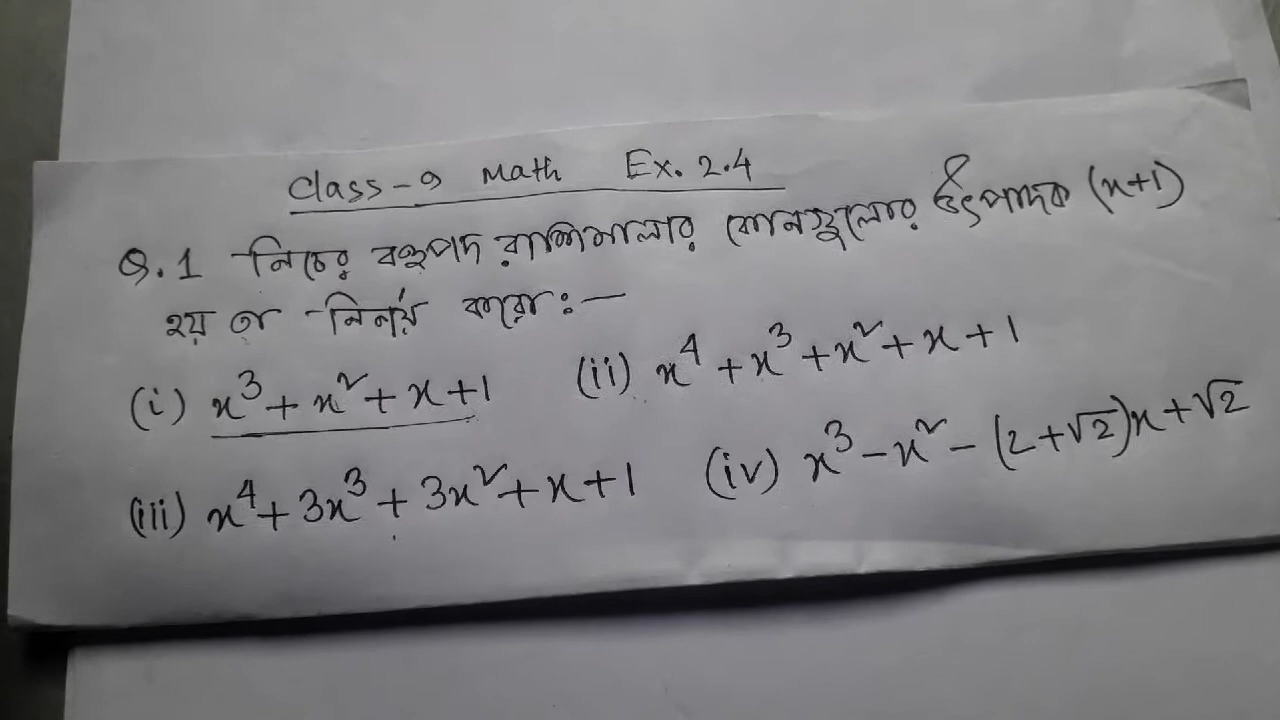 Class-9 Math Ex. 2.4
Q.1 নিচের বহুপদ রাশিমালার কোনগুলোর উৎপাদক (x+1)
হয় তা নির্ণয় করো:—
(i) x³+x²+x+1 (ii) x⁴+x³+x²+x+1
(iii) x⁴+3x³+3x²+x+1 (iv) x³-x²-(2+√2)x+√2